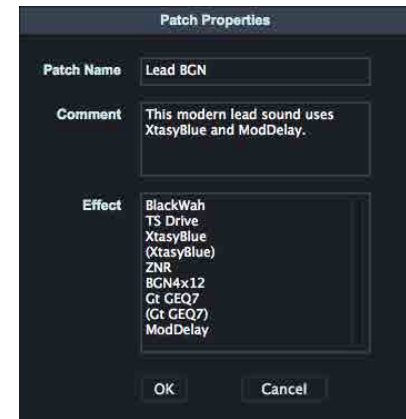 Patch Properties
Patch Name Lead BGN
Comment This modern lead sound uses
XtasyBlue and ModDelay.
Effect BlackWah
TS Drive
XtasyBlue
(XtasyBlue)
ZNR
BGN4x12
Gt GEQ7
(Gt GEQ7)
ModDelay
OK Cancel